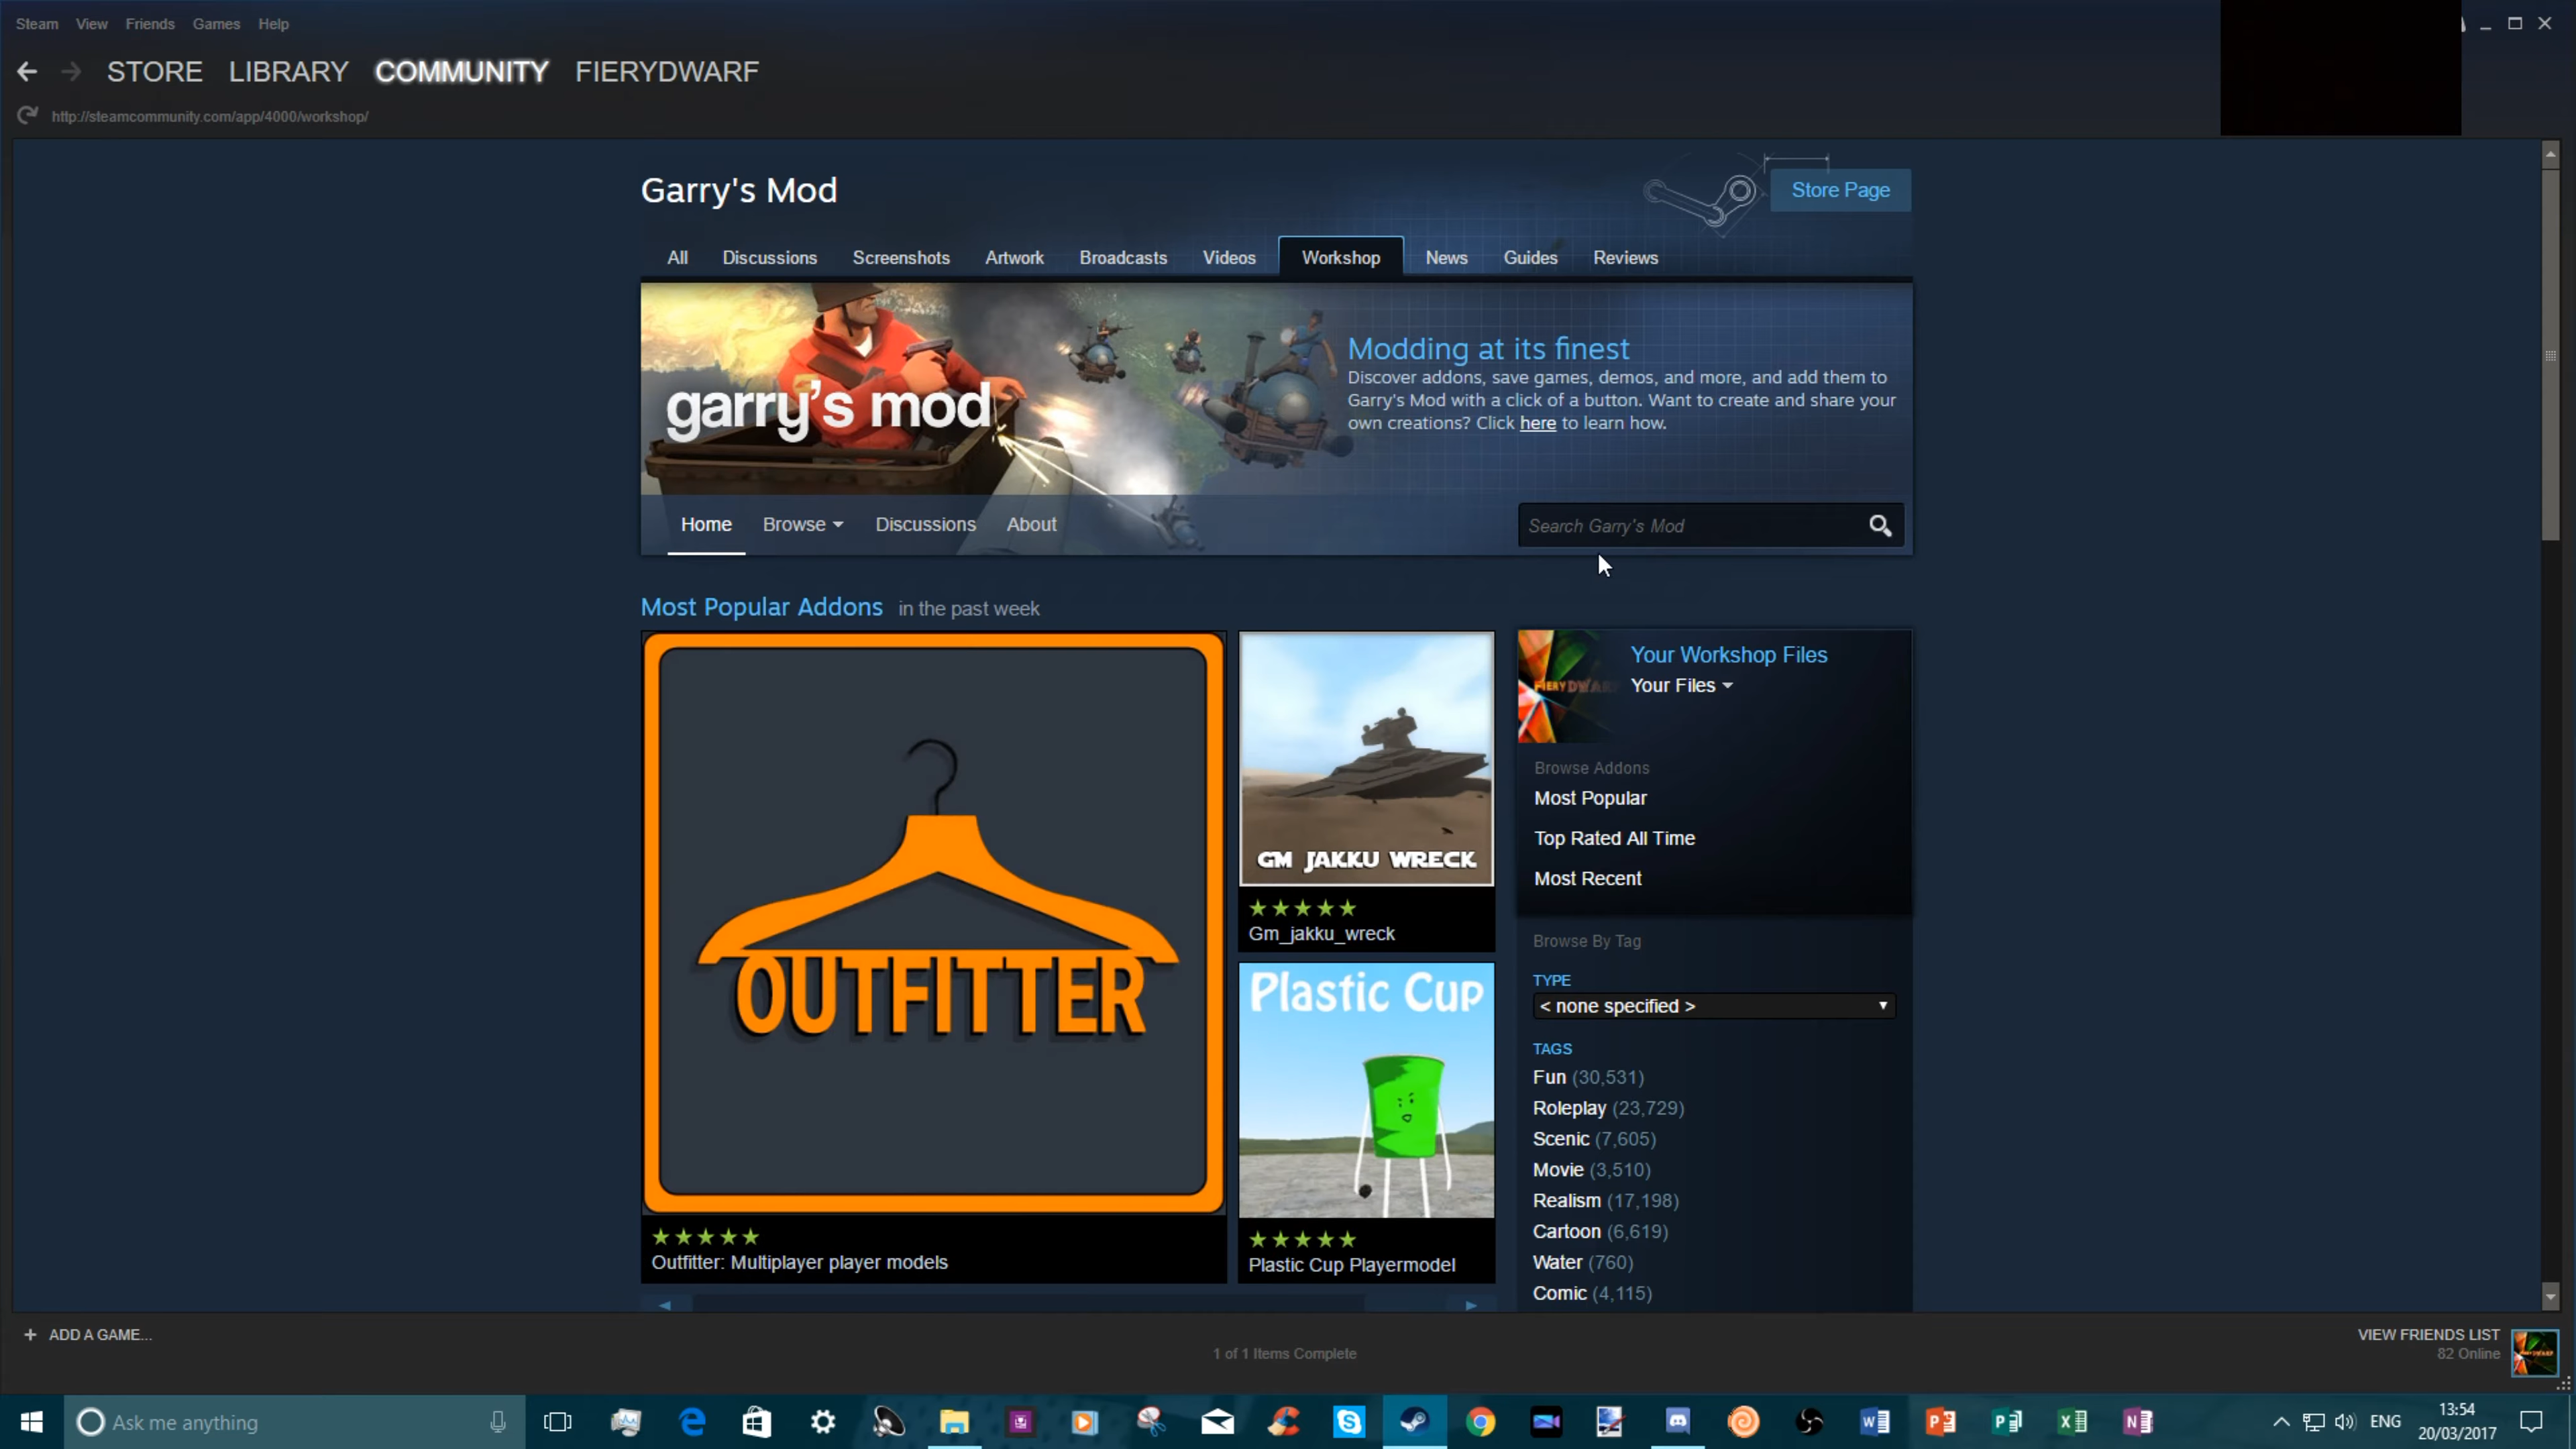 Steam View Friends Games Help
STORE LIBRARY COMMUNITY FIERYDWARF
http://steamcommunity.com/app/4000/workshop/
Garry's Mod
Store Page
All Discussions Screenshots Artwork Broadcasts Videos Workshop News Guides Reviews
garry's mod
Modding at its finest
Discover addons, save games, demos, and more, and add them to
Garry's Mod with a click of a button. Want to create and share your
own creations? Click here to learn how.
Home Browse Discussions About
Search Garry's Mod
Most Popular Addons in the past week
OUTFITTER
★★★★★
Outfitter: Multiplayer player models
GM JAKKU WRECK
★★★★★
Gm_jakku_wreck
Plastic Cup
★★★★★
Plastic Cup Playermodel
FIERY DWARF
Your Workshop Files
Your Files
Browse Addons
Most Popular
Top Rated All Time
Most Recent
Browse By Tag
TYPE
< none specified >
TAGS
Fun (30,531)
Roleplay (23,729)
Scenic (7,605)
Movie (3,510)
Realism (17,198)
Cartoon (6,619)
Water (760)
Comic (4,115)
+ ADD A GAME...
1 of 1 Items Complete
VIEW FRIENDS LIST
82 Online
Ask me anything
ENG
13:54
20/03/2017